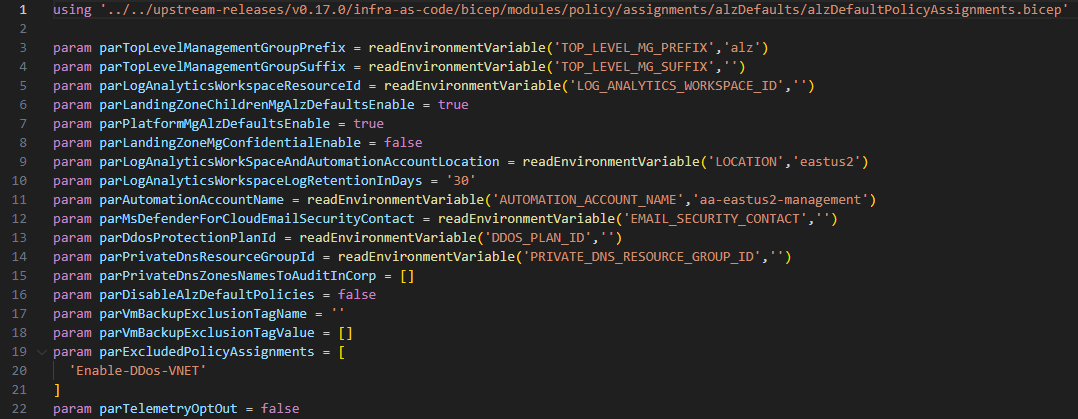 1 using '../../upstream-releases/v0.17.0/infra-as-code/bicep/modules/policy/assignments/alzDefaults/alzDefaultPolicyAssignments.bicep'
2
3 param parTopLevelManagementGroupPrefix = readEnvironmentVariable('TOP_LEVEL_MG_PREFIX','alz')
4 param parTopLevelManagementGroupSuffix = readEnvironmentVariable('TOP_LEVEL_MG_SUFFIX','')
5 param parLogAnalyticsWorkspaceResourceId = readEnvironmentVariable('LOG_ANALYTICS_WORKSPACE_ID','')
6 param parLandingZoneChildrenMgAlzDefaultsEnable = true
7 param parPlatformMgAlzDefaultsEnable = true
8 param parLandingZoneMgConfidentialEnable = false
9 param parLogAnalyticsWorkSpaceAndAutomationAccountLocation = readEnvironmentVariable('LOCATION','eastus2')
10 param parLogAnalyticsWorkspaceLogRetentionInDays = '30'
11 param parAutomationAccountName = readEnvironmentVariable('AUTOMATION_ACCOUNT_NAME','aa-eastus2-management')
12 param parMsDefenderForCloudEmailSecurityContact = readEnvironmentVariable('EMAIL_SECURITY_CONTACT','')
13 param parDdosProtectionPlanId = readEnvironmentVariable('DDOS_PLAN_ID','')
14 param parPrivateDnsResourceGroupId = readEnvironmentVariable('PRIVATE_DNS_RESOURCE_GROUP_ID','')
15 param parPrivateDnsZonesNamesToAuditInCorp = []
16 param parDisableAlzDefaultPolicies = false
17 param parVmBackupExclusionTagName = ''
18 param parVmBackupExclusionTagValue = []
19 param parExcludedPolicyAssignments = [
20 'Enable-DDos-VNET'
21 ]
22 param parTelemetryOptOut = false